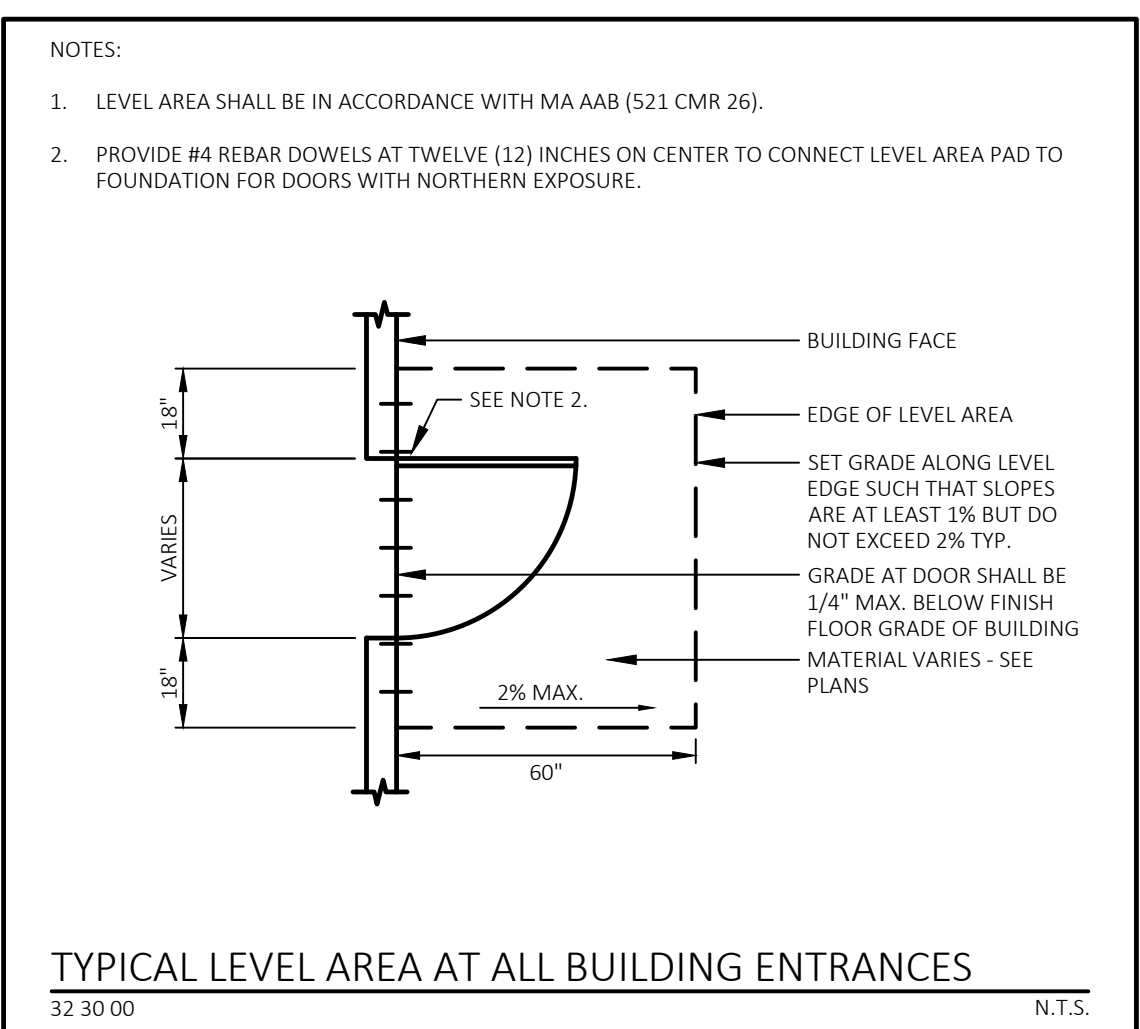 NOTES:
1. LEVEL AREA SHALL BE IN ACCORDANCE WITH MA AAB (521 CMR 26).
2. PROVIDE #4 REBAR DOWELS AT TWELVE (12) INCHES ON CENTER TO CONNECT LEVEL AREA PAD TO
FOUNDATION FOR DOORS WITH NORTHERN EXPOSURE.
BUILDING FACE
18"
SEE NOTE 2.
EDGE OF LEVEL AREA
SET GRADE ALONG LEVEL
EDGE SUCH THAT SLOPES
ARE AT LEAST 1% BUT DO
NOT EXCEED 2% TYP.
VARIES
GRADE AT DOOR SHALL BE
1/4" MAX. BELOW FINISH
FLOOR GRADE OF BUILDING
MATERIAL VARIES - SEE
PLANS
18"
2% MAX.
60"
TYPICAL LEVEL AREA AT ALL BUILDING ENTRANCES
32 30 00
N.T.S.